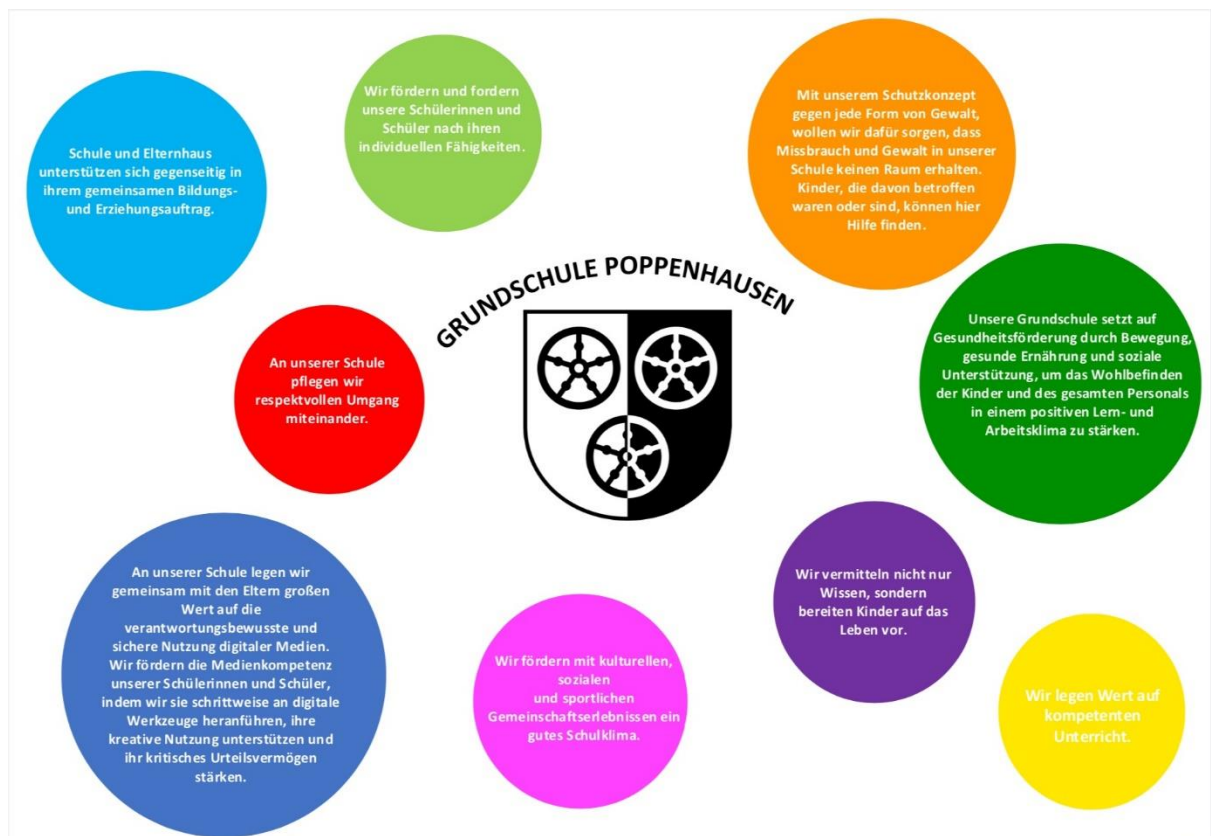 Schule und Elternhaus
unterstützen sich gegenseitig in
ihrem gemeinsamen Bildungs-
und Erziehungsauftrag.
Wir fördern und fordern
unsere Schülerinnen und
Schüler nach ihren
individuellen Fähigkeiten.
Mit unserem Schutzkonzept
gegen jede Form von Gewalt,
wollen wir dafür sorgen, dass
Missbrauch und Gewalt in unserer
Schule keinen Raum erhalten.
Kinder, die davon betroffen
waren oder sind, können hier
Hilfe finden.
GRUNDSCHULE POPPENHAUSEN
An unserer Schule
pflegen wir
respektvollen Umgang
miteinander.
Unsere Grundschule setzt auf
Gesundheitsförderung durch Bewegung,
gesunde Ernährung und soziale
Unterstützung, um das Wohlbefinden
der Kinder und des gesamten Personals
in einem positiven Lern- und
Arbeitsklima zu stärken.
An unserer Schule legen wir
gemeinsam mit den Eltern großen
Wert auf die
verantwortungsbewusste und
sichere Nutzung digitaler Medien.
Wir fördern die Medienkompetenz
unserer Schülerinnen und Schüler,
indem wir sie schrittweise an digitale
Werkzeuge heranführen, ihre
kreative Nutzung unterstützen und
ihr kritisches Urteilsvermögen
stärken.
Wir fördern mit kulturellen,
sozialen
und sportlichen
Gemeinschaftserlebnissen ein
gutes Schulklima.
Wir vermitteln nicht nur
Wissen, sondern
bereiten Kinder auf das
Leben vor.
Wir legen Wert auf
kompetenten
Unterricht.